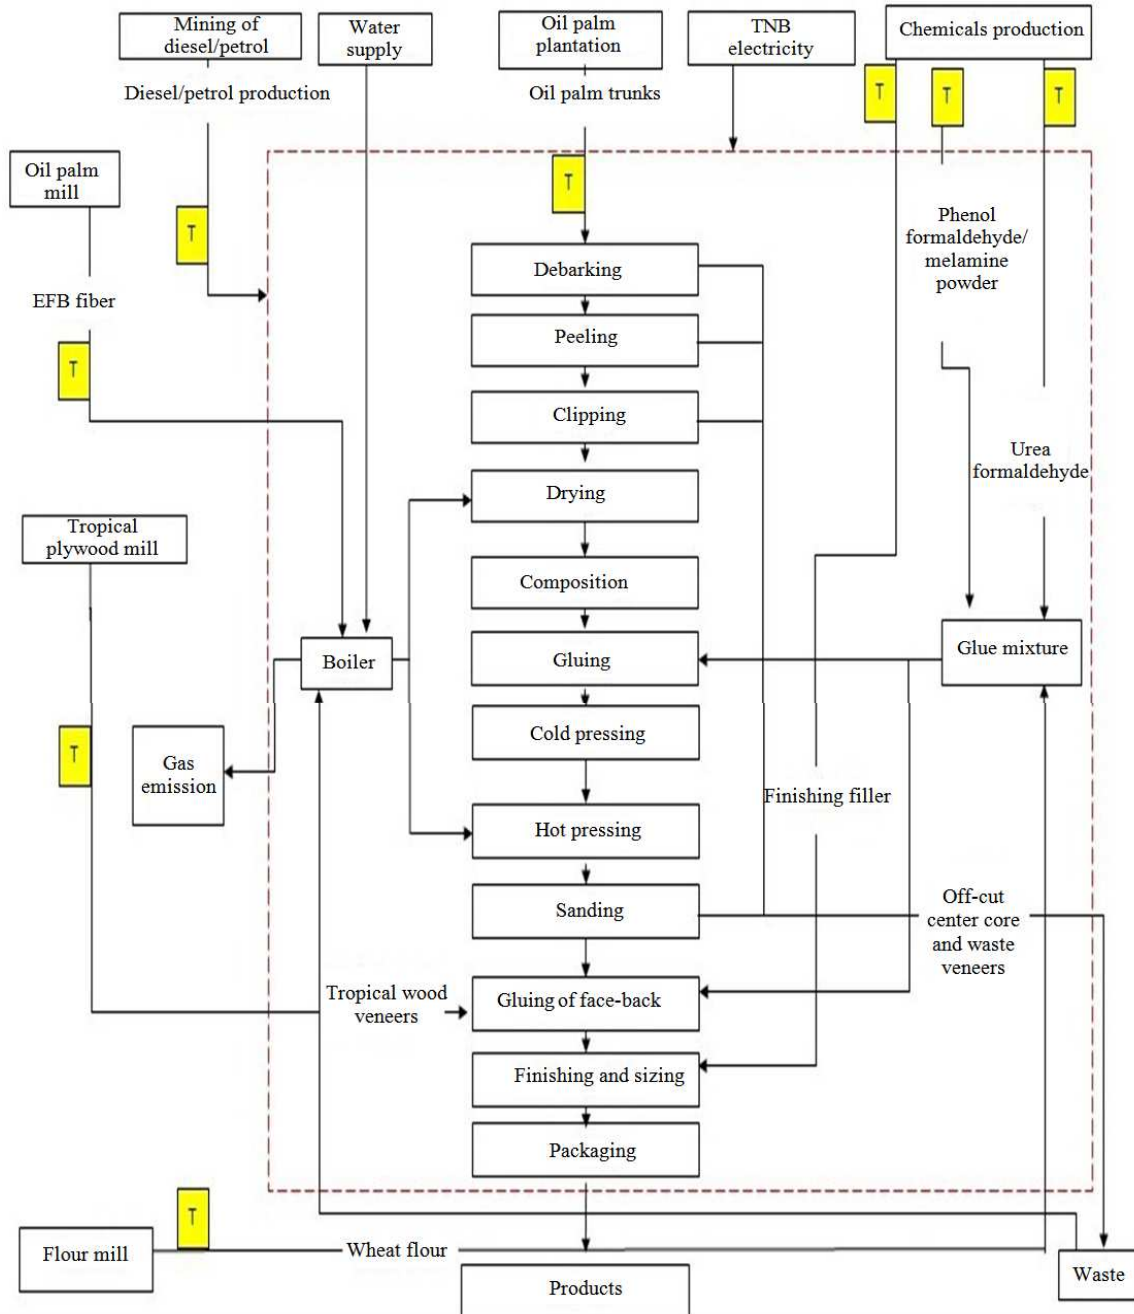 Mining of
diesel/petrol
Water
supply
Oil palm
plantation
TNB
electricity
Chemicals production
T
T
T
Diesel/petrol production
Oil palm trunks
Oil palm
mill
T
T
Phenol
formaldehyde/
melamine
powder
Debarking
EFB fiber
Peeling
T
Clipping
Urea
formaldehyde
Drying
Tropical
plywood mill
Composition
Boiler
Gluing
Glue mixture
Cold pressing
T
Gas
emission
Finishing filler
Hot pressing
Sanding
Off-cut
center core
and waste
veneers
Tropical wood
veneers
Gluing of face-back
Finishing and sizing
Packaging
T
Flour mill
Wheat flour
Waste
Products